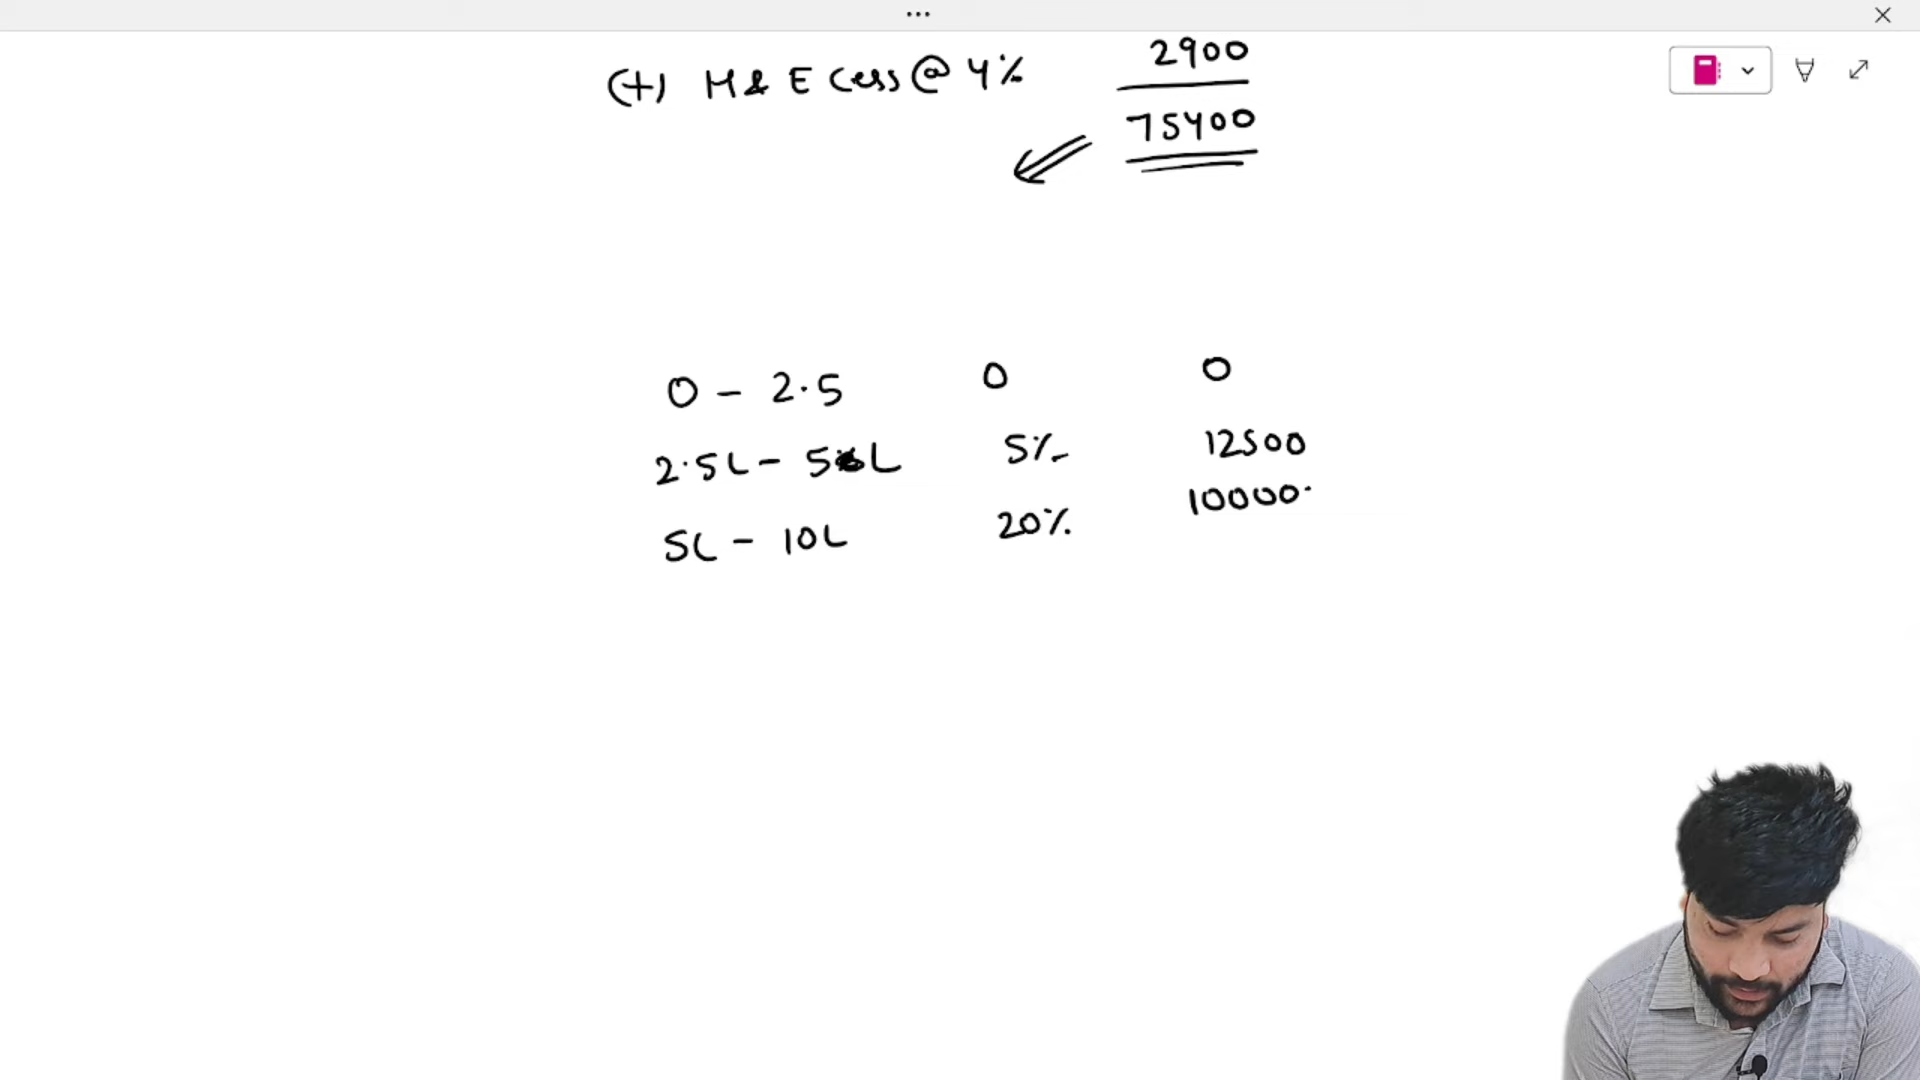 2900
(+) H & E Cess @ 4%
75400
0 - 2.5 0 0
2.5L - 5L 5% 12500
5L - 10L 20% 10000